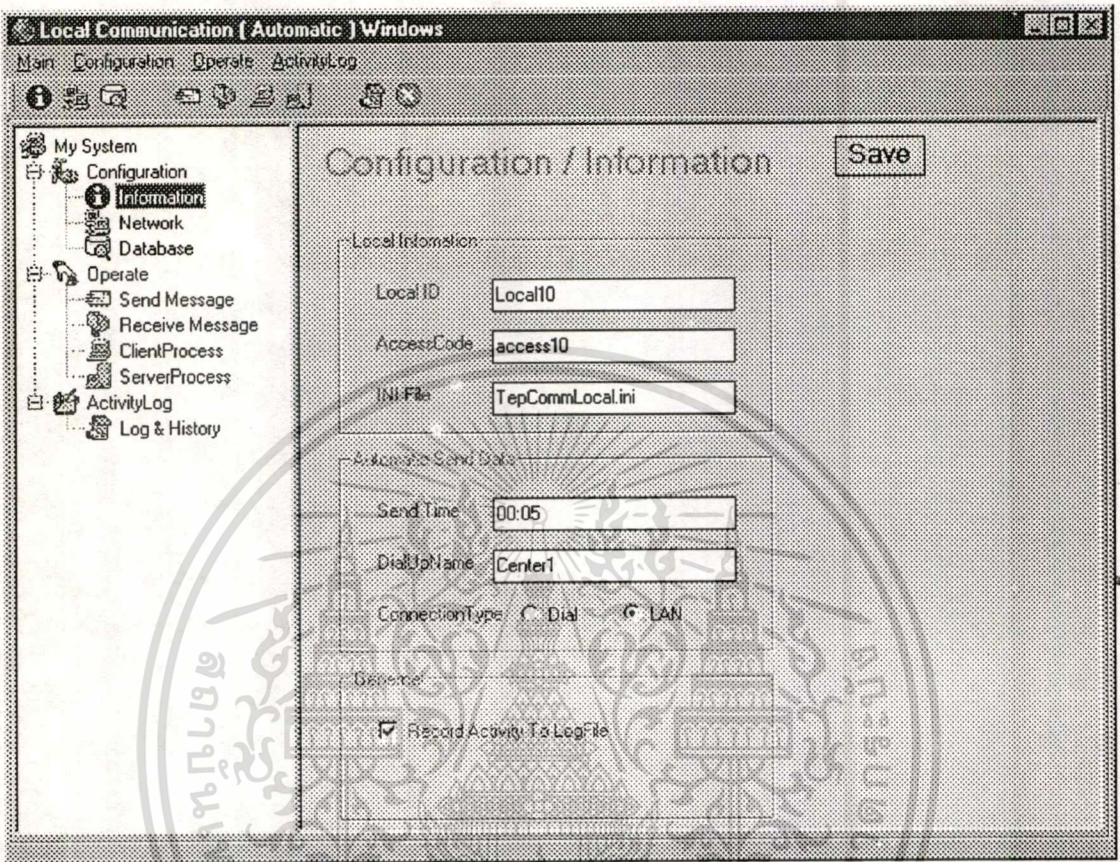 Local Communication ( Automatic ) Windows
Main Configuration Operate ActivityLog
My System
Configuration
Information
Network
Database
Operate
Send Message
Receive Message
ClientProcess
ServerProcess
ActivityLog
Log & History
Configuration / Information
Save
Local Infomation
Local ID
Local10
AccessCode
access10
INI File
TepCommLocal.ini
Automatic Send Data
Send Time
00:05
DialUpName
Center1
ConnectionType
Dial
LAN
General
Record Activity To LogFile